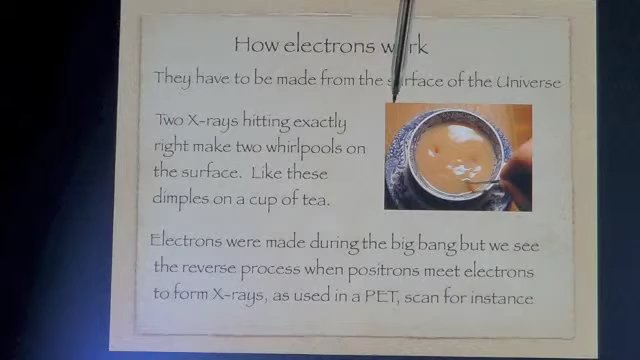 How electrons work
They have to be made from the surface of the Universe
Two X-rays hitting exactly
right make two whirlpools on
the surface. Like these
dimples on a cup of tea.
Electrons were made during the big bang but we see
the reverse process when positrons meet electrons
to form X-rays, as used in a PET, scan for instance